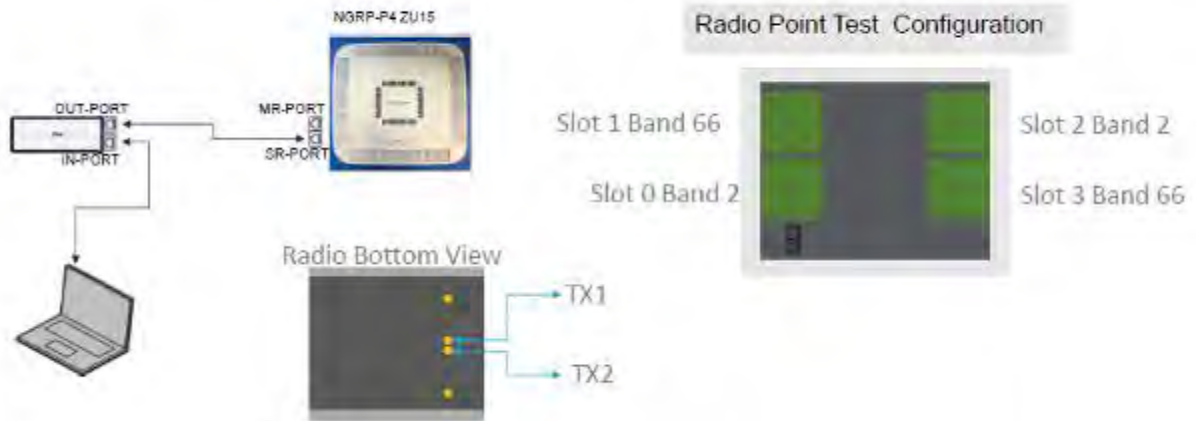 NGRP-P4 ZU15
Radio Point Test Configuration
OUT-PORT
MR-PORT
IN-PORT
SR-PORT
Slot 1 Band 66
Slot 2 Band 2
Slot 0 Band 2
Slot 3 Band 66
Radio Bottom View
TX1
TX2